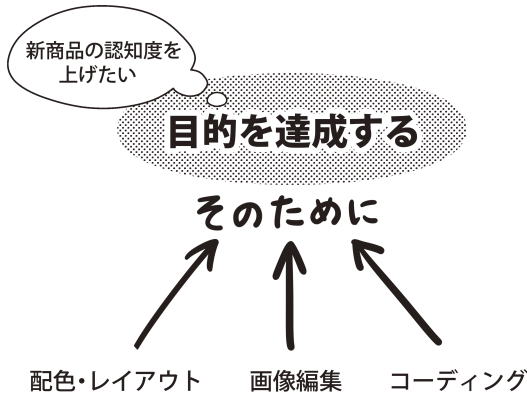 新商品の認知度を
上げたい
目的を達成する
そのために
配色・レイアウト
画像編集
コーディング